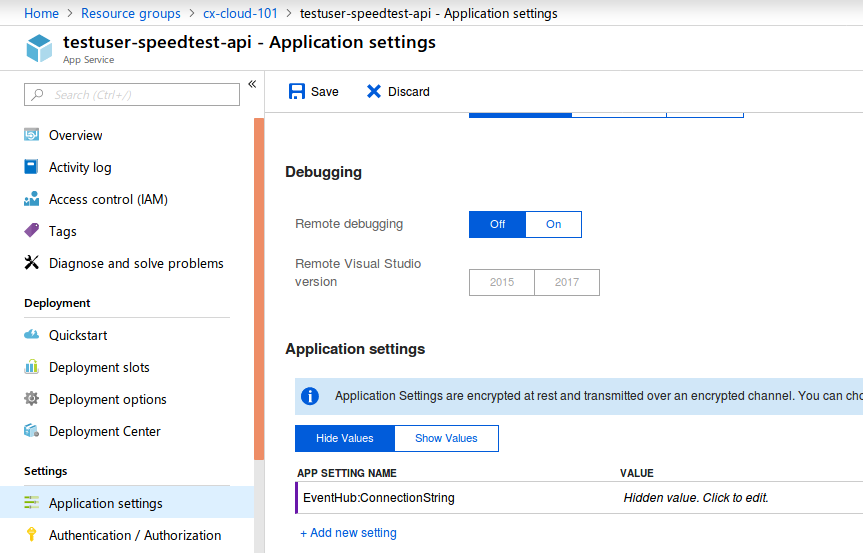 Home > Resource groups > cx-cloud-101 > testuser-speedtest-api - Application settings
testuser-speedtest-api - Application settings
App Service
Search (Ctrl+/)
«
Overview
Activity log
Access control (IAM)
Tags
Diagnose and solve problems
Deployment
Quickstart
Deployment slots
Deployment options
Deployment Center
Settings
Application settings
Authentication / Authorization
Save Discard
Debugging
Remote debugging Off On
Remote Visual Studio
version 2015 2017
Application settings
Application Settings are encrypted at rest and transmitted over an encrypted channel. You can cho
Hide Values Show Values
APP SETTING NAME VALUE
EventHub:ConnectionString Hidden value. Click to edit.
+ Add new setting